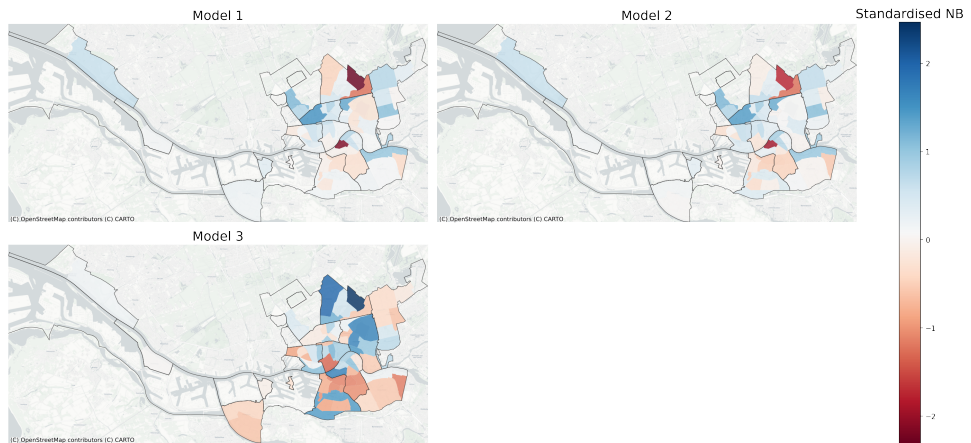 Model 1
Model 2
Standardised NB
2
1
0
−1
−2
(C) OpenStreetMap contributors (C) CARTO
(C) OpenStreetMap contributors (C) CARTO
Model 3
(C) OpenStreetMap contributors (C) CARTO